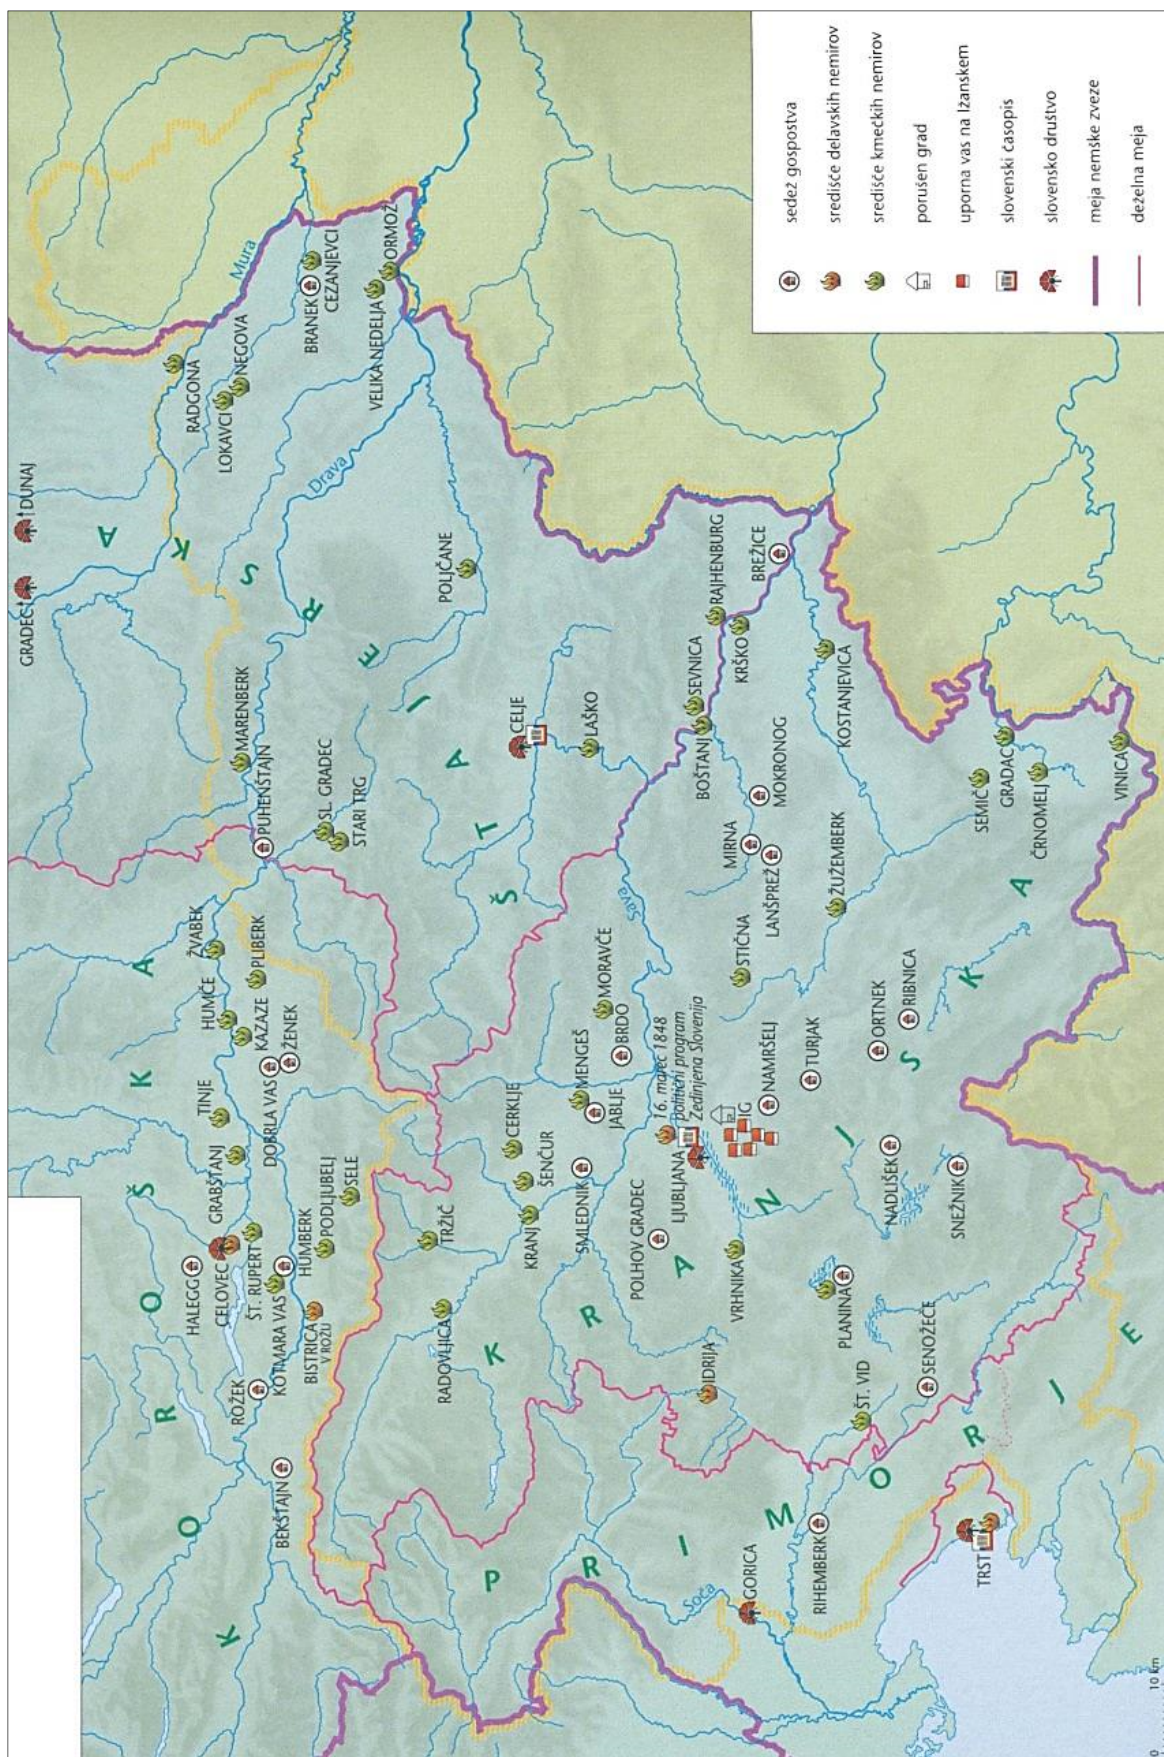 GRADEC
DUNAJ
RADGONA
LOKAVCI
NEGOVA
Mura
BRANEK
CEZANJEVCI
VELIKA NEDELJA
ORMOŽ
Drava
POLJČANE
MARENBERK
PUHENŠTAJN
SL. GRADEC
STARI TRG
CELJE
LAŠKO
ŠTAJERSKA
KOROŠKA
ŽVABEK
PLIBERK
HUMČE
KAZAZE
ŽENEK
DOBRLA VAS
TINJE
GRABŠTANJ
HALEGG
CELOVEC
ŠT. RUPERT
KOTMARA VAS
HUMBERK
PODLJUBELJ
SELE
BISTRICA
V ROŽU
ROŽEK
BEKŠTAJN
TRŽIČ
RADOVLJICA
CERKLJE
ŠENČUR
KRANJ
SMLEDNIK
MENGEŠ
JABLJE
MORAVČE
BRDO
Sava
16. marec 1848
politični program
Zedinjena Slovenija
LJUBLJANA
POLHOV GRADEC
VRHNIKA
IG
NAMRŠELJ
TURJAK
STIČNA
IDRIJA
KRANJSKA
BOŠTANJ
SEVNICA
RAJHENBURG
KRŠKO
BREŽICE
MOKRONOG
MIRNA
LANŠPREŽ
ŽUŽEMBERK
KOSTANJEVICA
ORTNEK
RIBNICA
NADLIŠEK
SNEŽNIK
PLANINA
SENOŽEČE
ŠT. VID
SEMIČ
GRADAC
ČRNOMELJ
VINICA
PRIMORJE
Soča
GORICA
RIHEMBERK
TRST
sedež gospostva
središče delavskih nemirov
središče kmečkih nemirov
porušen grad
uporna vas na Ižanskem
slovenski časopis
slovensko društvo
meja nemške zveze
deželna meja
0
10 km